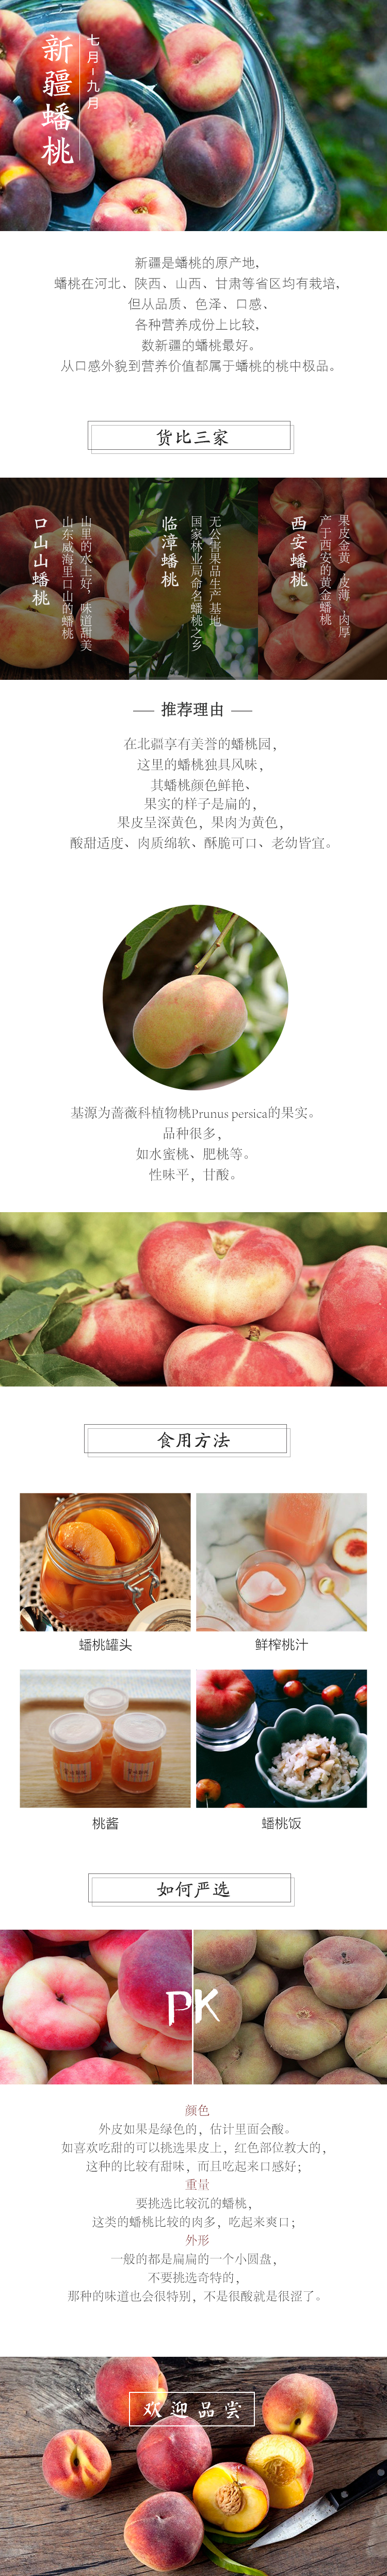 新疆蟠桃
七月-九月
新疆是蟠桃的原产地,
蟠桃在河北、陕西、山西、甘肃等省区均有栽培,
但从品质、色泽、口感、
各种营养成份上比较,
数新疆的蟠桃最好。
从口感外貌到营养价值都属于蟠桃的桃中极品。
货比三家
口山山蟠桃
山东威海里口山的蟠桃
山里的水土好，味道甜美
临漳蟠桃
国家林业局命名蟠桃之乡
无公害果品生产基地
西安蟠桃
产于西安的黄金蟠桃
果皮金黄，皮薄，肉厚
推荐理由
在北疆享有美誉的蟠桃园，
这里的蟠桃独具风味，
其蟠桃颜色鲜艳、
果实的样子是扁的，
果皮呈深黄色，果肉为黄色，
酸甜适度、肉质绵软、酥脆可口、老幼皆宜。
基源为蔷薇科植物桃Prunus persica的果实。
品种很多，
如水蜜桃、肥桃等。
性味平，甘酸。
食用方法
蟠桃罐头
鲜榨桃汁
桃酱
蟠桃饭
如何严选
PK
颜色
外皮如果是绿色的，估计里面会酸。
如喜欢吃甜的可以挑选果皮上，红色部位教大的，
这种的比较有甜味，而且吃起来口感好；
重量
要挑选比较沉的蟠桃，
这类的蟠桃比较的肉多，吃起来爽口；
外形
一般的都是扁扁的一个小圆盘，
不要挑选奇特的，
那种的味道也会很特别，不是很酸就是很涩了。
欢迎品尝